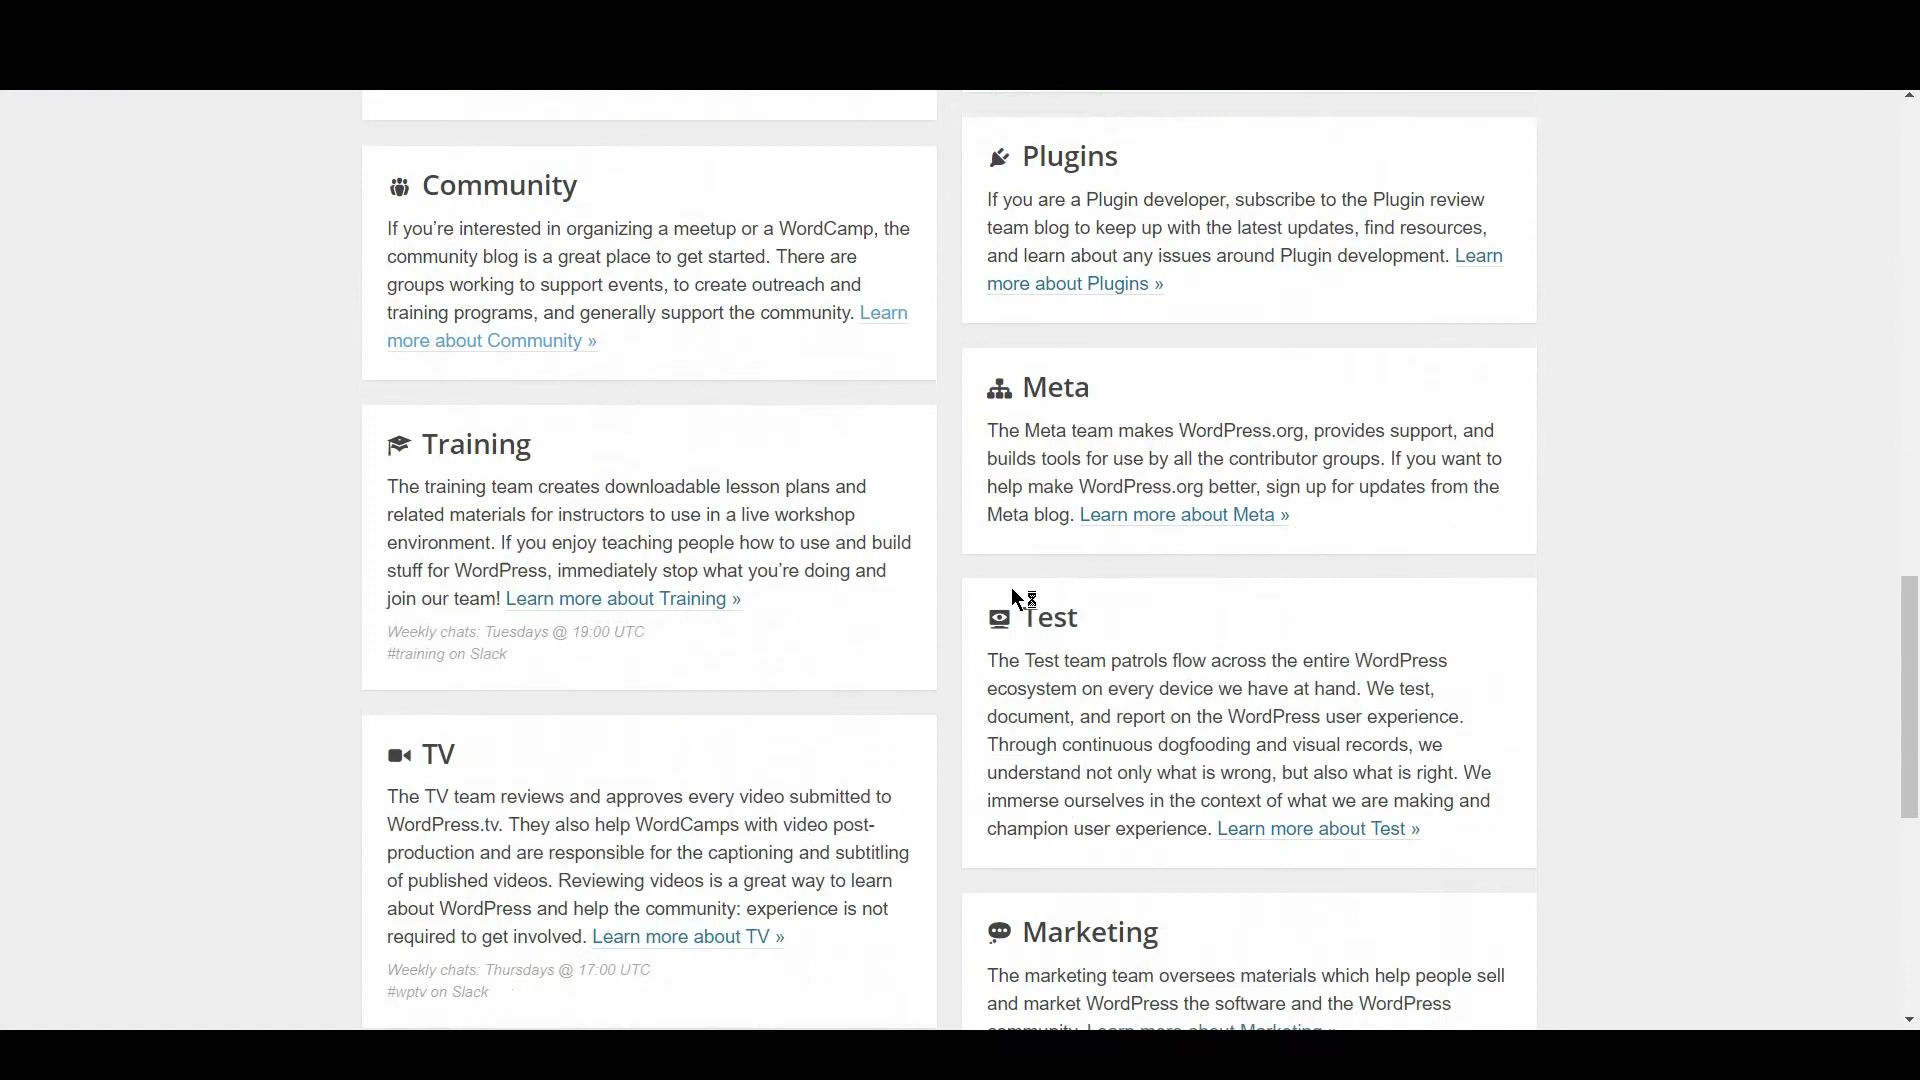 Community
If you’re interested in organizing a meetup or a WordCamp, the
community blog is a great place to get started. There are
groups working to support events, to create outreach and
training programs, and generally support the community. Learn
more about Community »
Training
The training team creates downloadable lesson plans and
related materials for instructors to use in a live workshop
environment. If you enjoy teaching people how to use and build
stuff for WordPress, immediately stop what you’re doing and
join our team! Learn more about Training »
Weekly chats: Tuesdays @ 19:00 UTC
#training on Slack
TV
The TV team reviews and approves every video submitted to
WordPress.tv. They also help WordCamps with video post-
production and are responsible for the captioning and subtitling
of published videos. Reviewing videos is a great way to learn
about WordPress and help the community: experience is not
required to get involved. Learn more about TV »
Weekly chats: Thursdays @ 17:00 UTC
#wptv on Slack
Plugins
If you are a Plugin developer, subscribe to the Plugin review
team blog to keep up with the latest updates, find resources,
and learn about any issues around Plugin development. Learn
more about Plugins »
Meta
The Meta team makes WordPress.org, provides support, and
builds tools for use by all the contributor groups. If you want to
help make WordPress.org better, sign up for updates from the
Meta blog. Learn more about Meta »
Test
The Test team patrols flow across the entire WordPress
ecosystem on every device we have at hand. We test,
document, and report on the WordPress user experience.
Through continuous dogfooding and visual records, we
understand not only what is wrong, but also what is right. We
immerse ourselves in the context of what we are making and
champion user experience. Learn more about Test »
Marketing
The marketing team oversees materials which help people sell
and market WordPress the software and the WordPress
community. Learn more about Marketing »